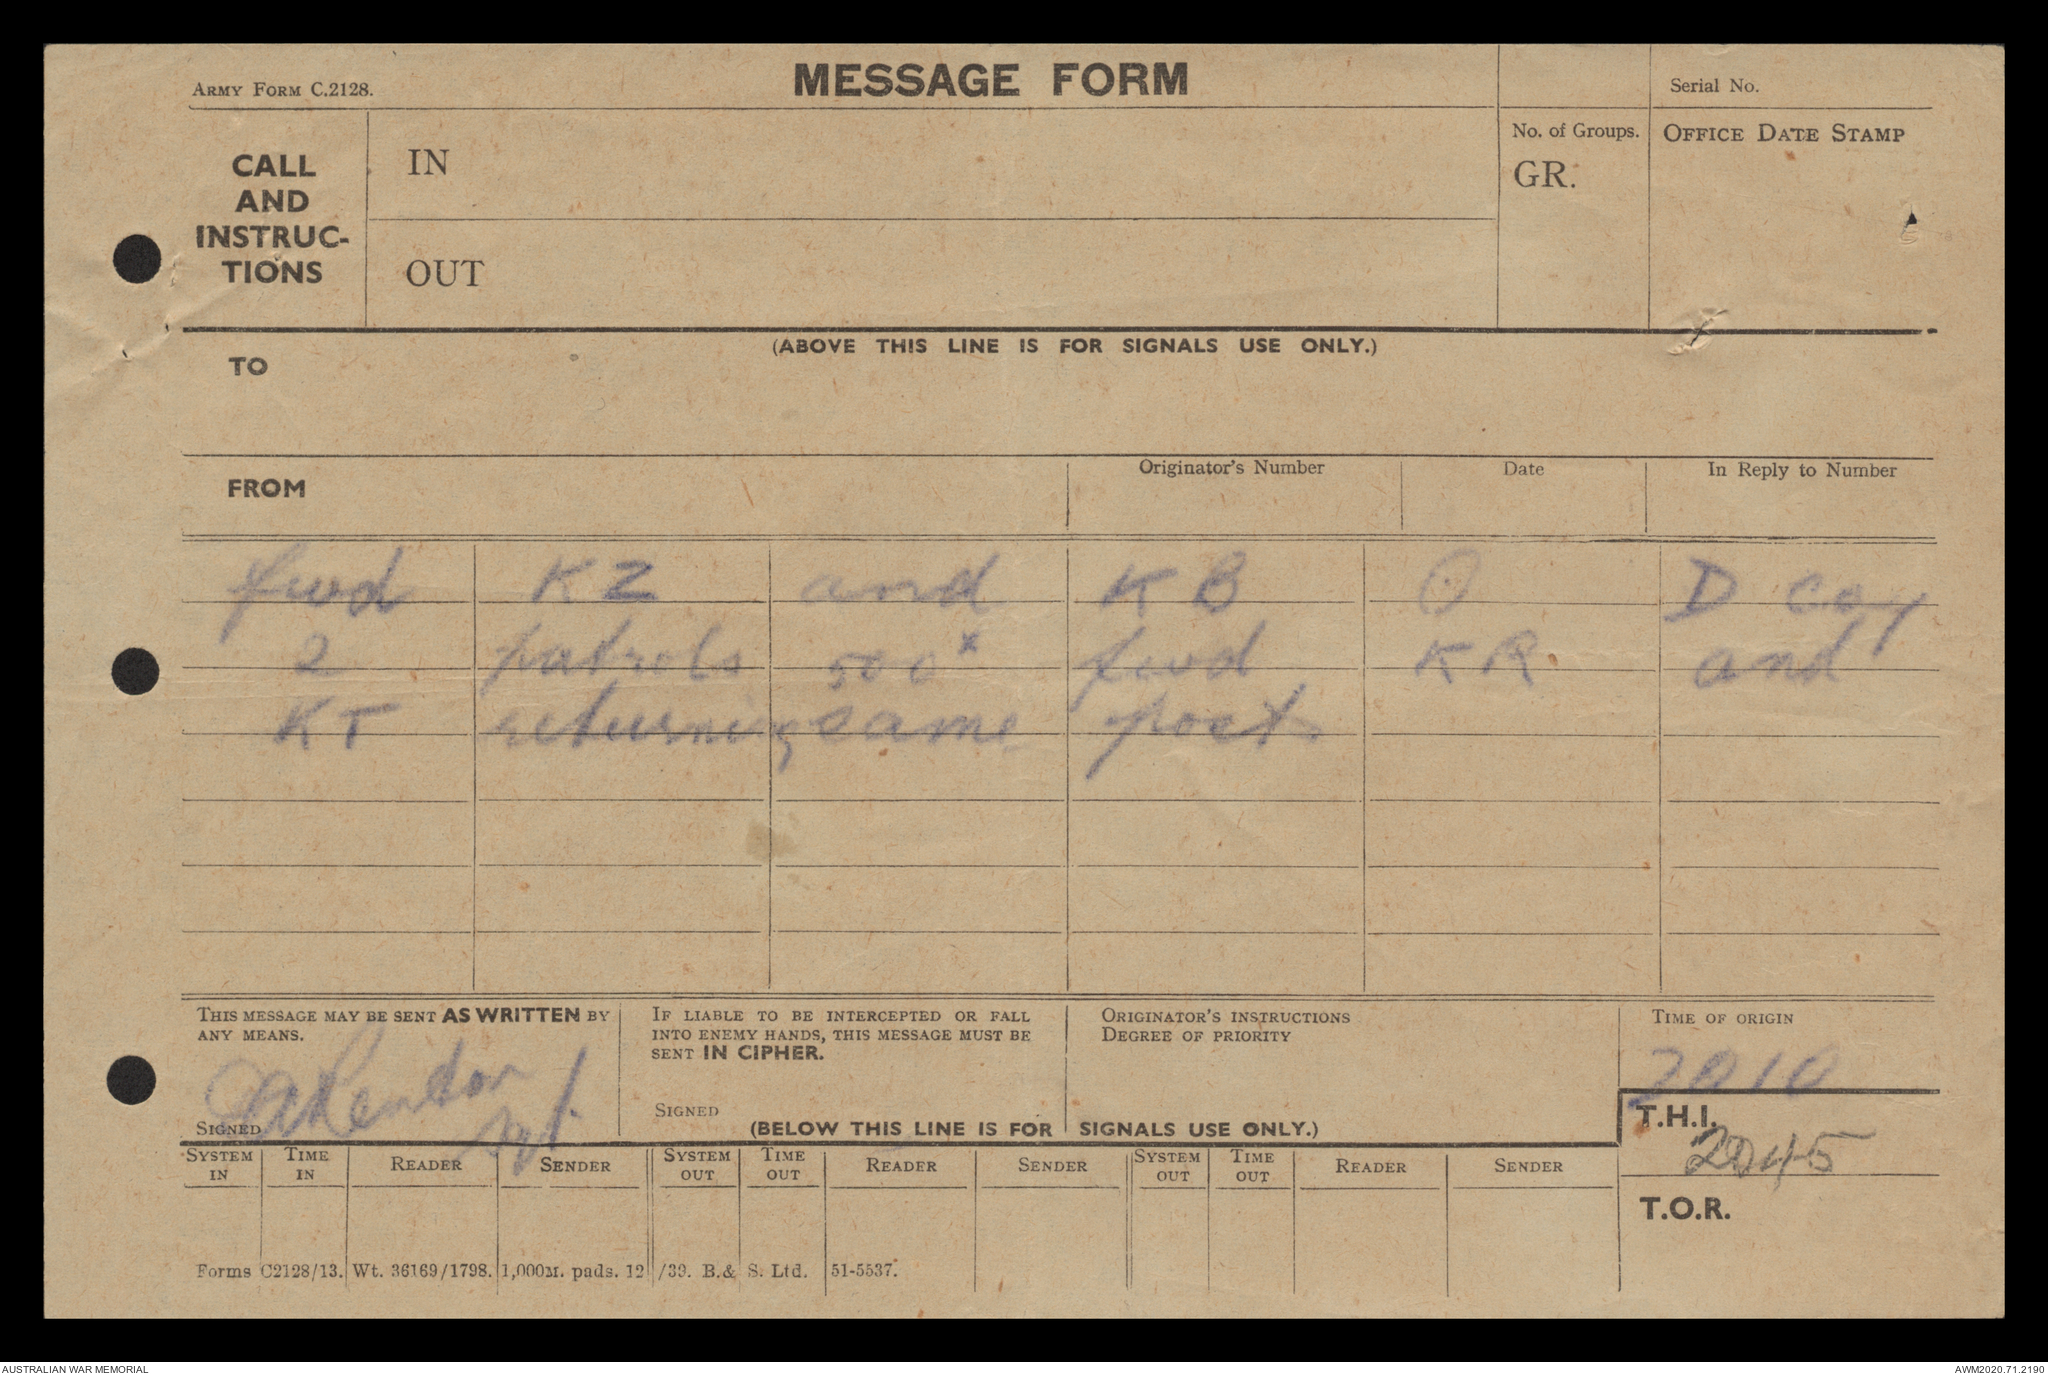 ARMY FORM C.2128.
MESSAGE FORM
Serial No.
CALL
AND
INSTRUC-
TIONS
IN
OUT
No. of Groups.
GR.
OFFICE DATE STAMP
(ABOVE THIS LINE IS FOR SIGNALS USE ONLY.)
TO
FROM
Originator's Number
Date
In Reply to Number
fwd KZ and KB O D coy
2 patrols 500x fwd KR and
KT returning same post
THIS MESSAGE MAY BE SENT AS WRITTEN BY
ANY MEANS.
SIGNED
IF LIABLE TO BE INTERCEPTED OR FALL
INTO ENEMY HANDS, THIS MESSAGE MUST BE
SENT IN CIPHER.
SIGNED
ORIGINATOR'S INSTRUCTIONS
DEGREE OF PRIORITY
TIME OF ORIGIN
2010
(BELOW THIS LINE IS FOR SIGNALS USE ONLY.)
T.H.I.
2045
T.O.R.
SYSTEM IN
TIME IN
READER
SENDER
SYSTEM OUT
TIME OUT
READER
SENDER
SYSTEM OUT
TIME OUT
READER
SENDER
Forms C2128/13. Wt. 36169/1798. 1,000M. pads. 12/39. B.& S. Ltd. 51-5537.
AUSTRALIAN WAR MEMORIAL
AWM2020.71.2190